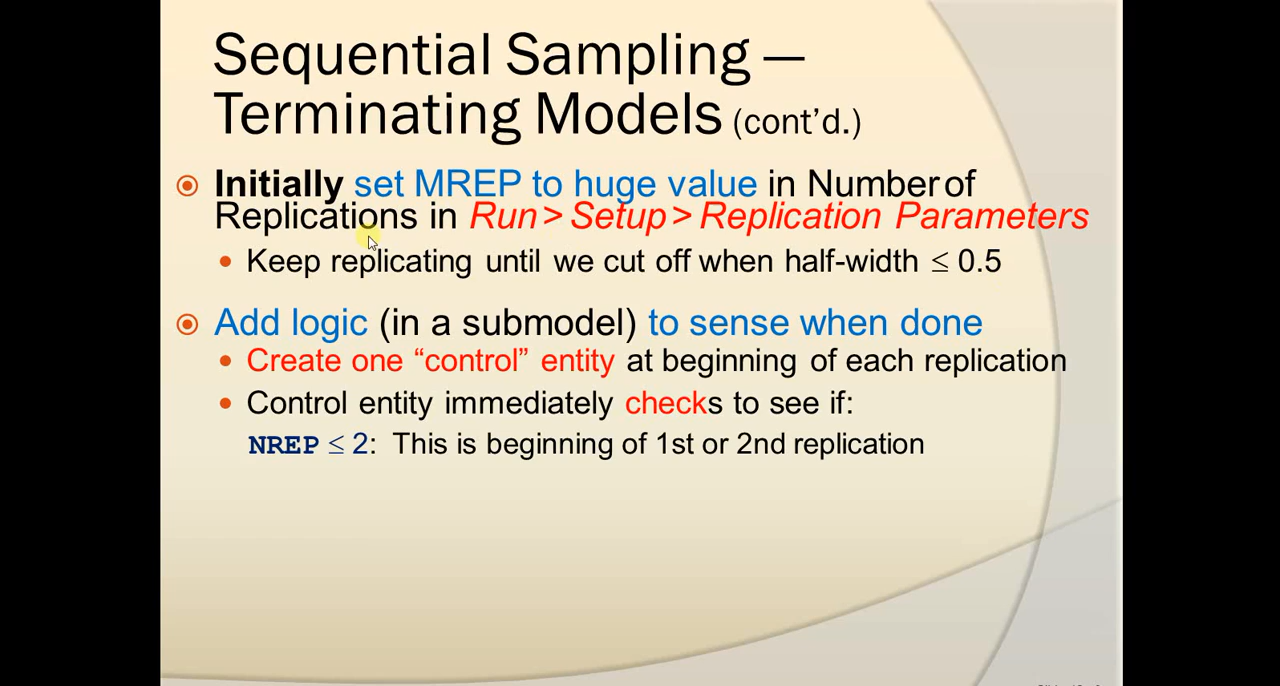 Sequential Sampling —
Terminating Models (cont’d.)
Initially set MREP to huge value in Number of
Replications in Run > Setup > Replication Parameters
Keep replicating until we cut off when half-width ≤ 0.5
Add logic (in a submodel) to sense when done
Create one “control” entity at beginning of each replication
Control entity immediately checks to see if:
NREP ≤ 2: This is beginning of 1st or 2nd replication